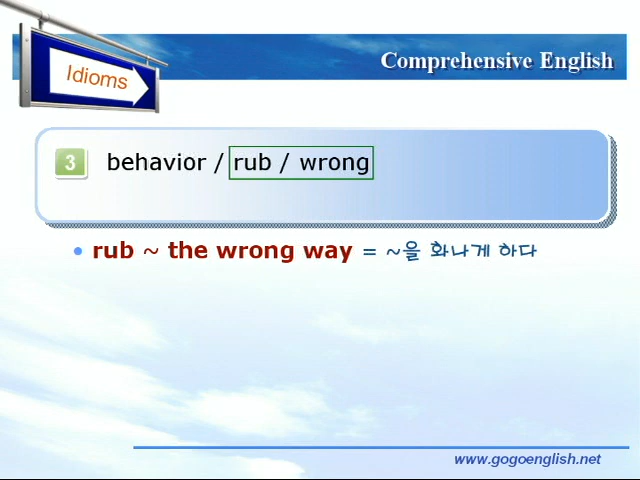 Idioms
Comprehensive English
3 behavior / rub / wrong
• rub ~ the wrong way = ~을 화나게 하다
www.gogoenglish.net